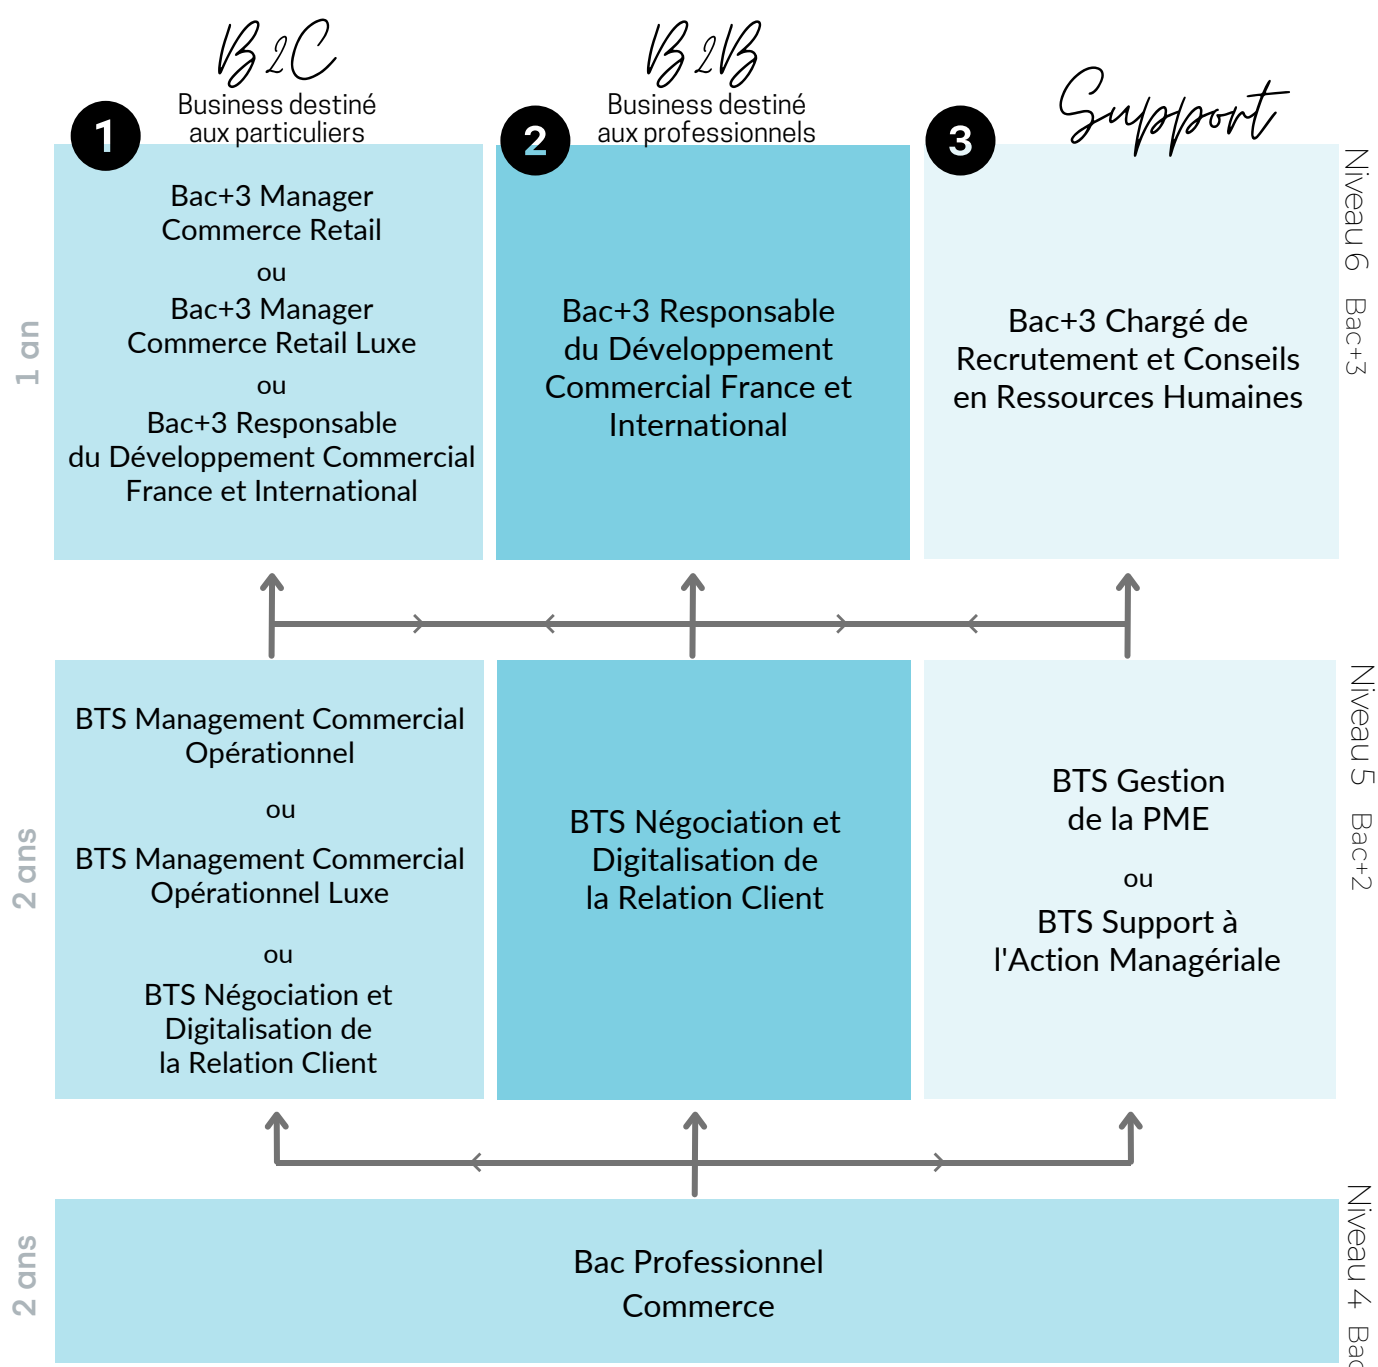 B2C
Business destiné
aux particuliers
1
Bac+3 Manager
Commerce Retail
ou
Bac+3 Manager
Commerce Retail Luxe
ou
Bac+3 Responsable
du Développement Commercial
France et International
B2B
Business destiné
aux professionnels
2
Bac+3 Responsable
du Développement
Commercial France et
International
Support
3
Bac+3 Chargé de
Recrutement et Conseils
en Ressources Humaines
1 an
Niveau 6 Bac+3
BTS Management Commercial
Opérationnel
ou
BTS Management Commercial
Opérationnel Luxe
ou
BTS Négociation et
Digitalisation de
la Relation Client
BTS Négociation et
Digitalisation de
la Relation Client
BTS Gestion
de la PME
ou
BTS Support à
l'Action Managériale
2 ans
Niveau 5 Bac+2
Bac Professionnel
Commerce
2 ans
Niveau 4 Bac